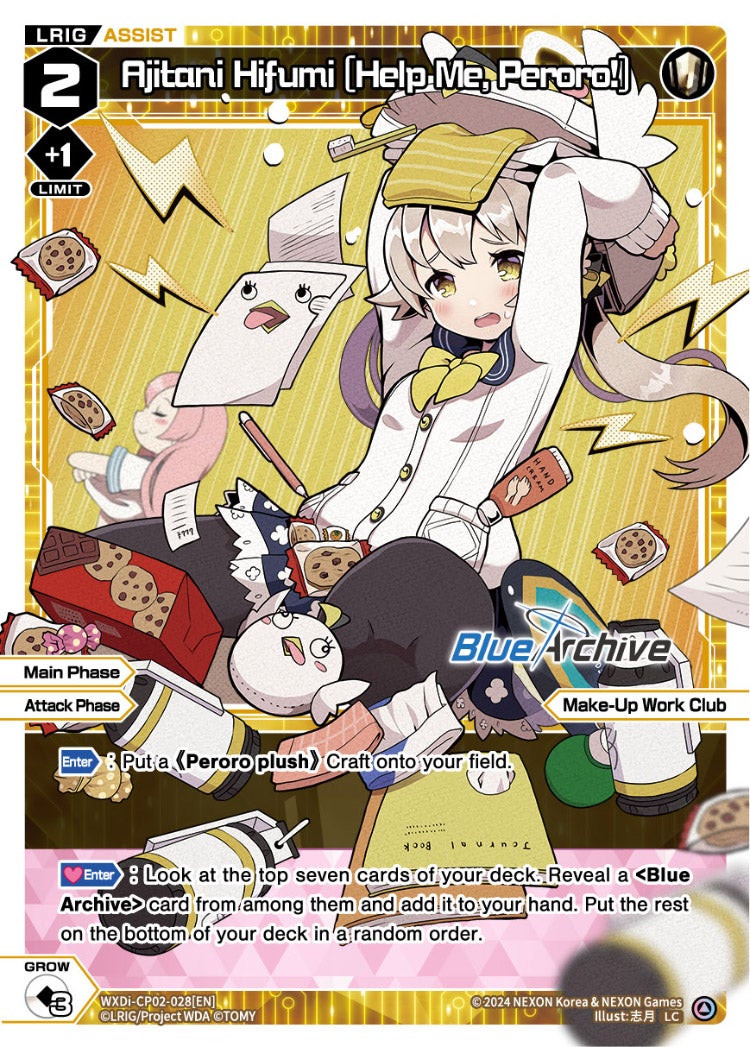 LRIG ASSIST
2
Ajitani Hifumi [Help Me, Peroro!]
+1
LIMIT
HAND
CREAM
Blue Archive
Main Phase
Attack Phase
Make-Up Work Club
Enter : Put a 《Peroro plush》 Craft onto your field.
Journal Book
Enter : Look at the top seven cards of your deck. Reveal a <Blue
Archive> card from among them and add it to your hand. Put the rest
on the bottom of your deck in a random order.
GROW
3
WXDi-CP02-028[EN]
©LRIG/Project WDA ©TOMY
©2024 NEXON Korea & NEXON Games
Illust:志月 LC